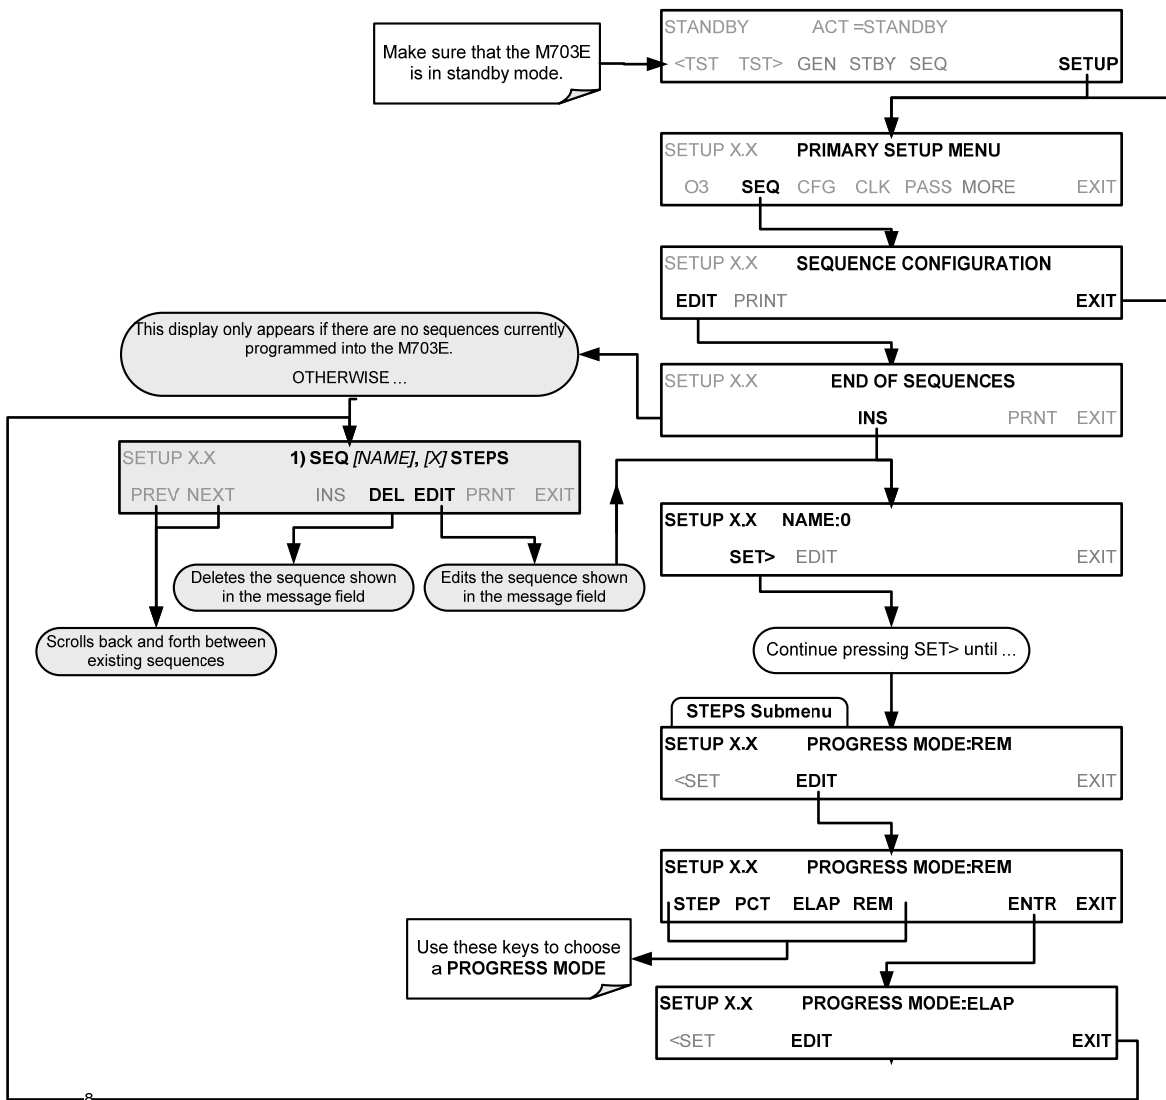 STANDBY ACT =STANDBY
<TST TST> GEN STBY SEQ SETUP
Make sure that the M703E
is in standby mode.
SETUP X.X PRIMARY SETUP MENU
O3 SEQ CFG CLK PASS MORE EXIT
SETUP X.X SEQUENCE CONFIGURATION
EDIT PRINT EXIT
This display only appears if there are no sequences currently
programmed into the M703E.
OTHERWISE ...
SETUP X.X END OF SEQUENCES
INS PRNT EXIT
SETUP X.X 1) SEQ [NAME], [X] STEPS
PREV NEXT INS DEL EDIT PRNT EXIT
SETUP X.X NAME:0
SET> EDIT EXIT
Deletes the sequence shown
in the message field
Edits the sequence shown
in the message field
Scrolls back and forth between
existing sequences
Continue pressing SET> until ...
STEPS Submenu
SETUP X.X PROGRESS MODE:REM
<SET EDIT EXIT
SETUP X.X PROGRESS MODE:REM
STEP PCT ELAP REM ENTR EXIT
Use these keys to choose
a PROGRESS MODE
SETUP X.X PROGRESS MODE:ELAP
<SET EDIT EXIT
8